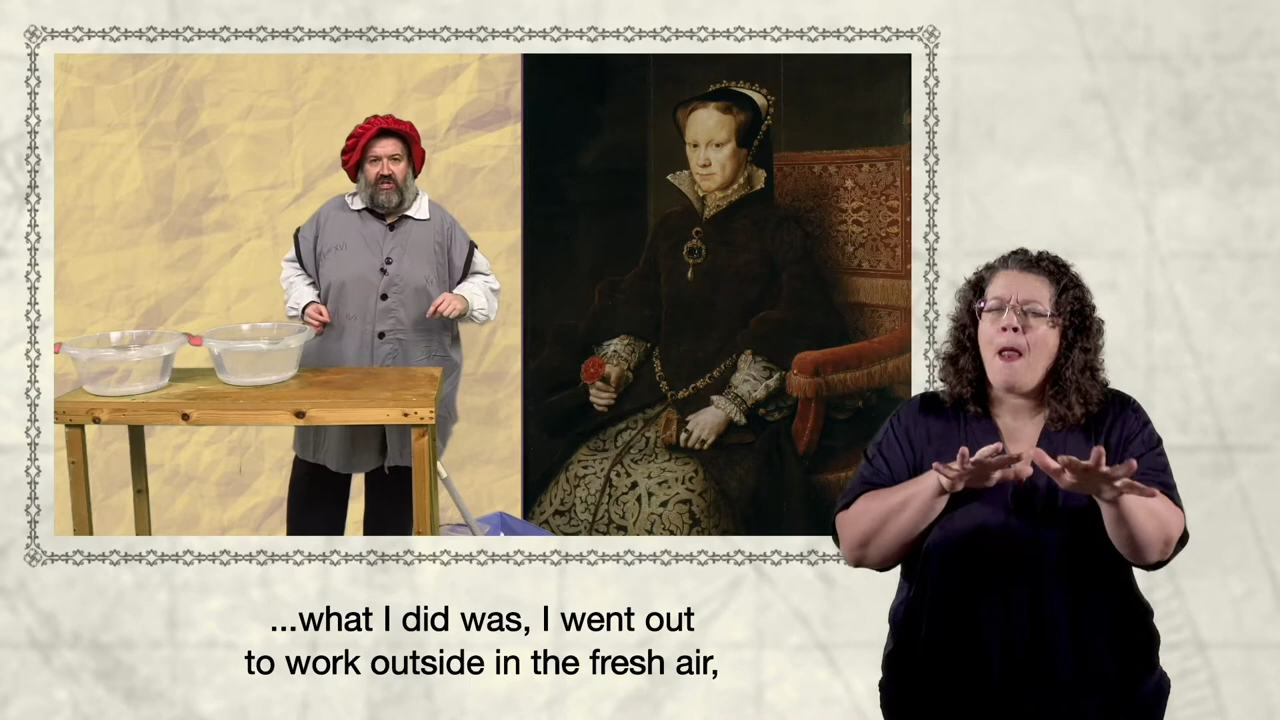 ...what I did was, I went out
to work outside in the fresh air,